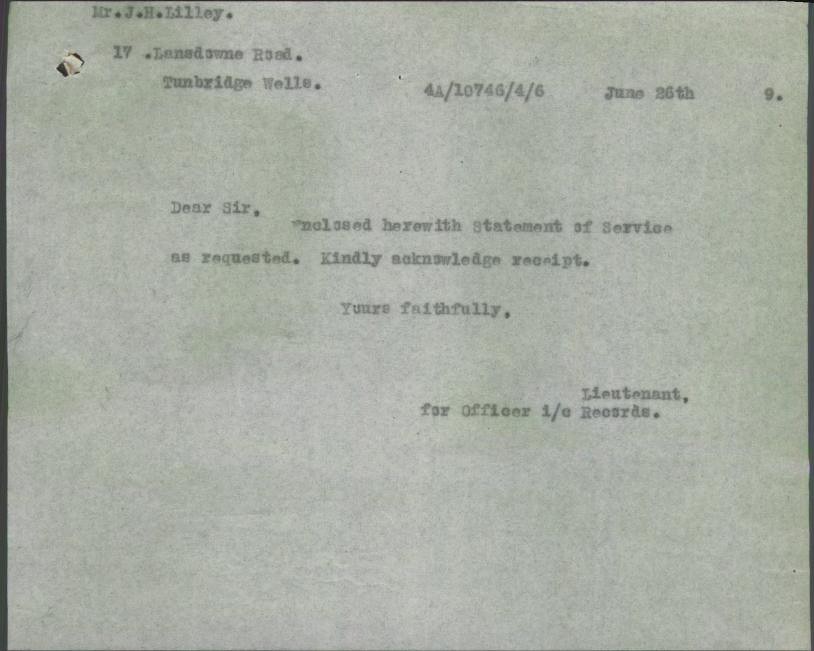 Mr.J.H.Lilley.
17 .Lansdowne Road.
Tunbridge Wells.
4A/10746/4/6 June 26th 9.
Dear Sir,
Enclosed herewith Statement of Service
as requested. Kindly acknowledge receipt.
Yours faithfully,
Lieutenant,
for Officer i/c Records.